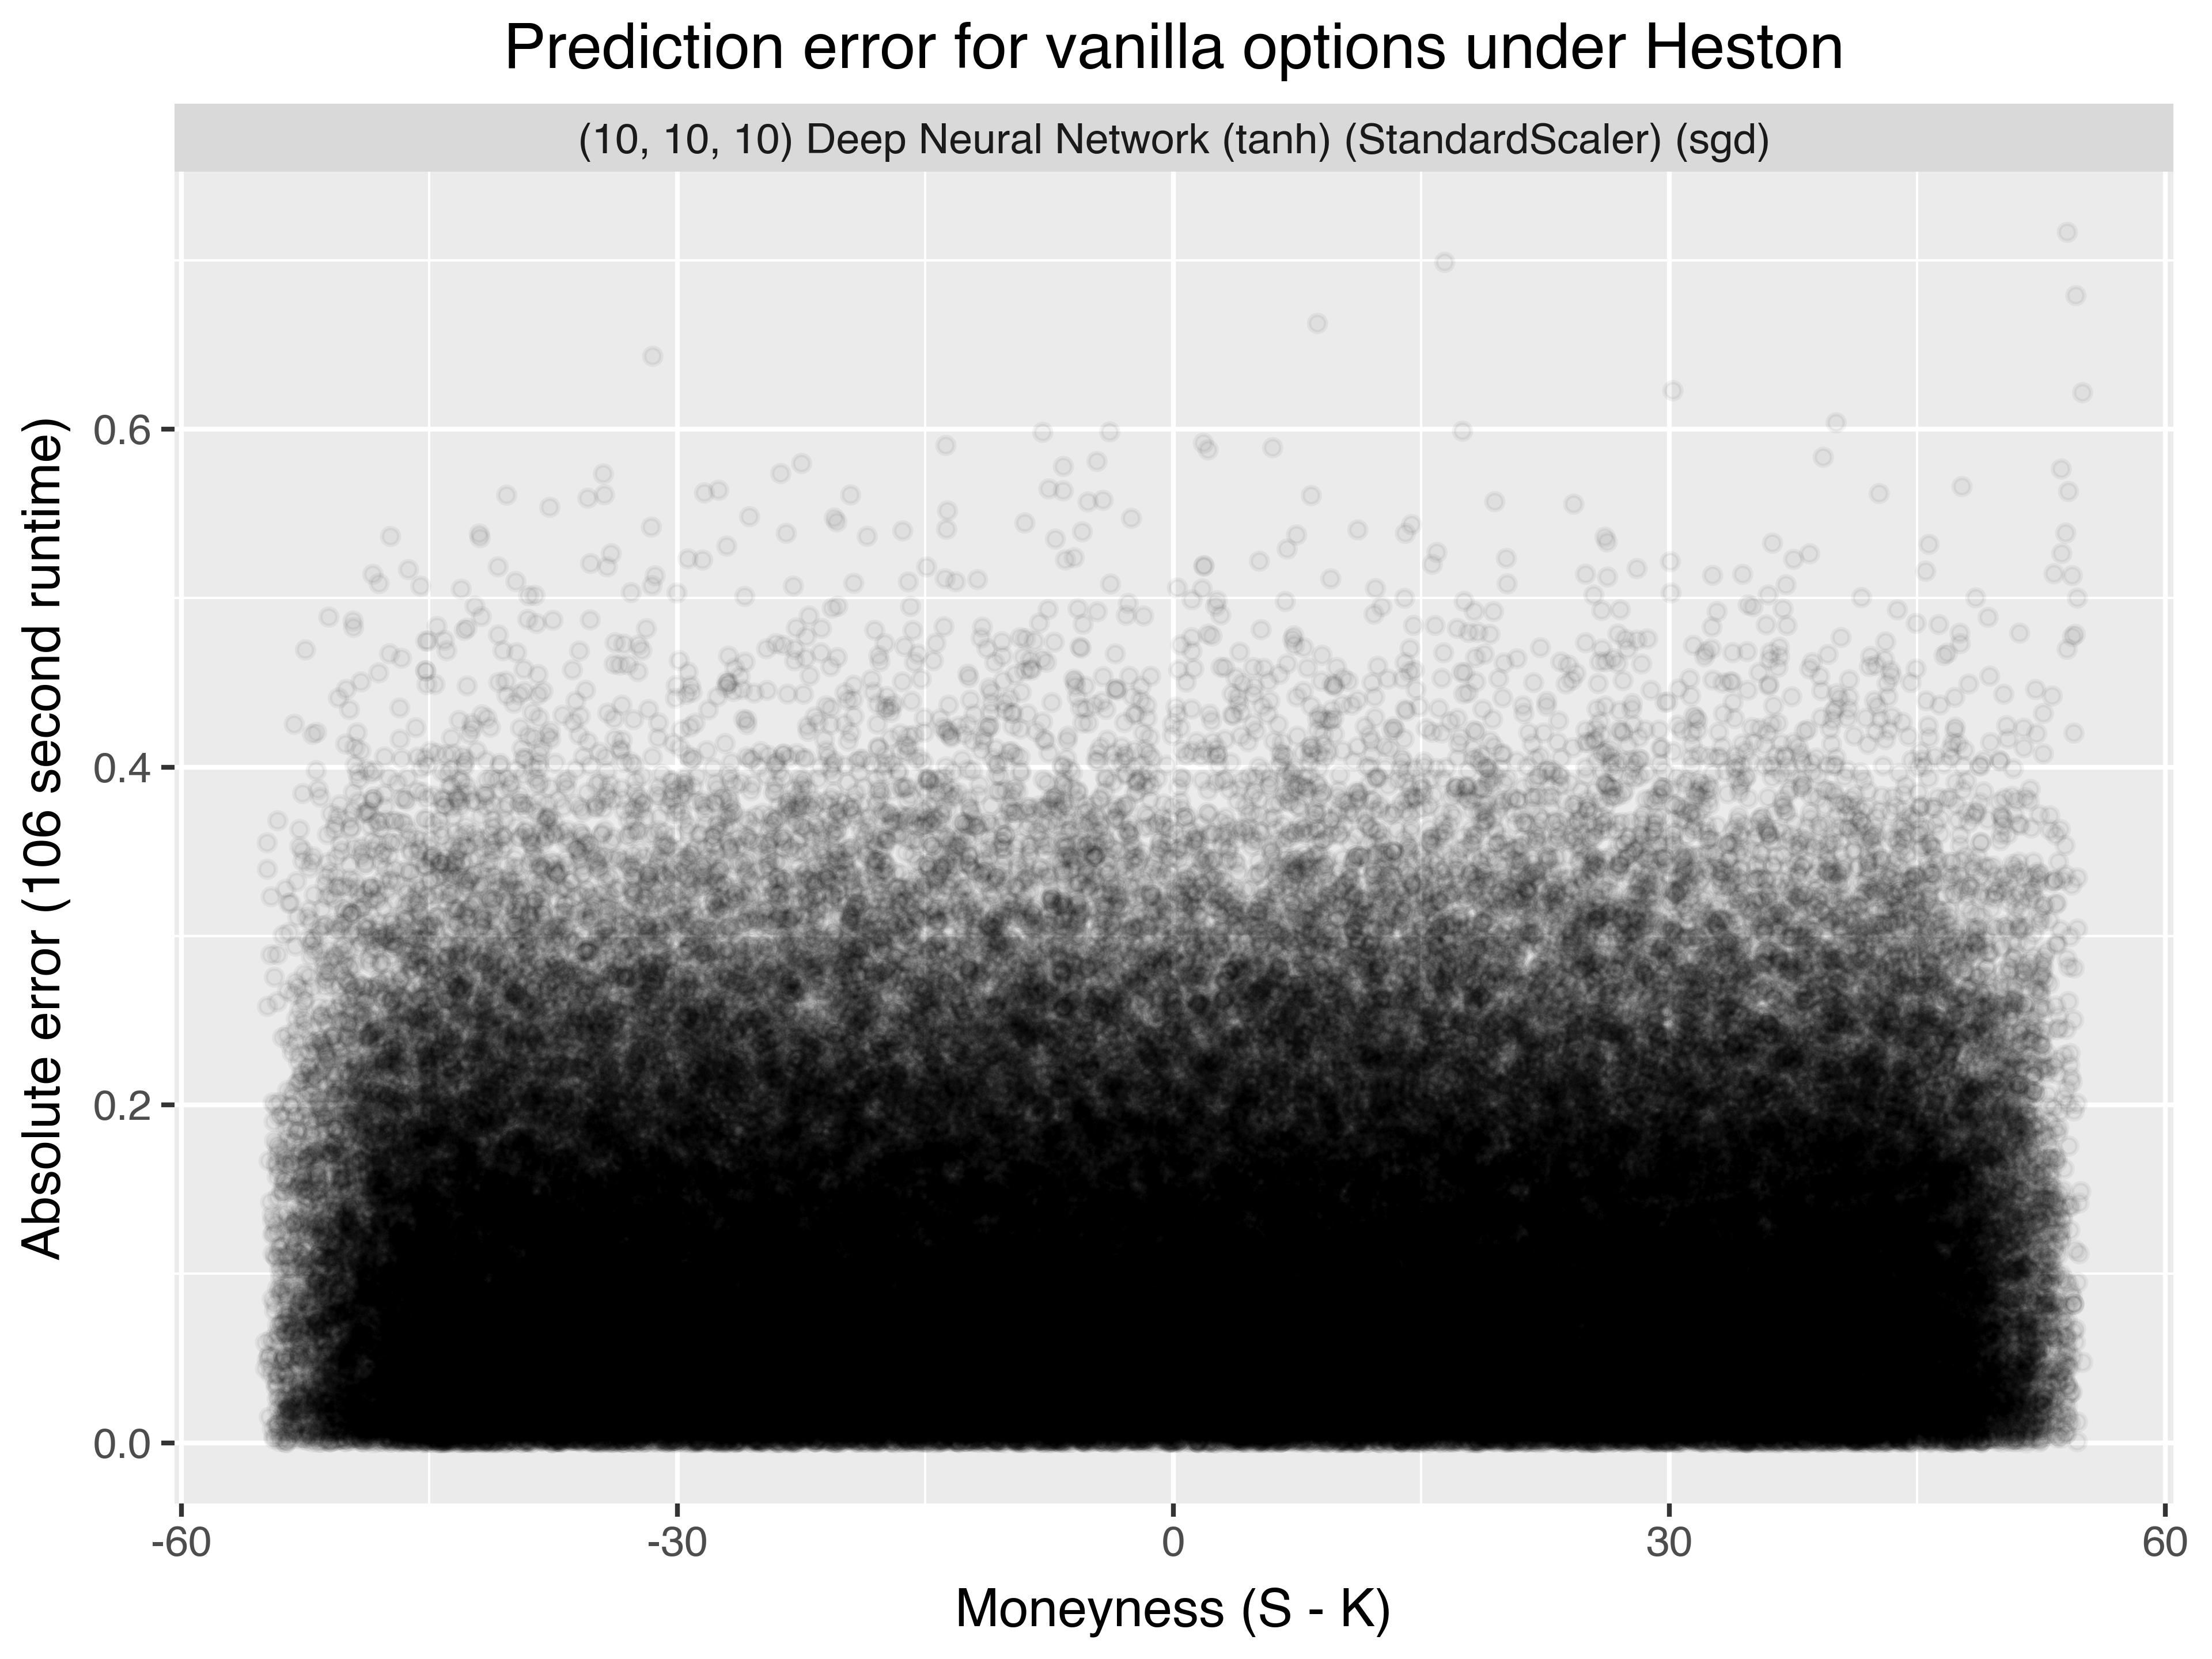 Prediction error for vanilla options under Heston
(10, 10, 10) Deep Neural Network (tanh) (StandardScaler) (sgd)
Absolute error (106 second runtime)
0.6
0.4
0.2
0.0
-60
-30
0
30
60
Moneyness (S - K)